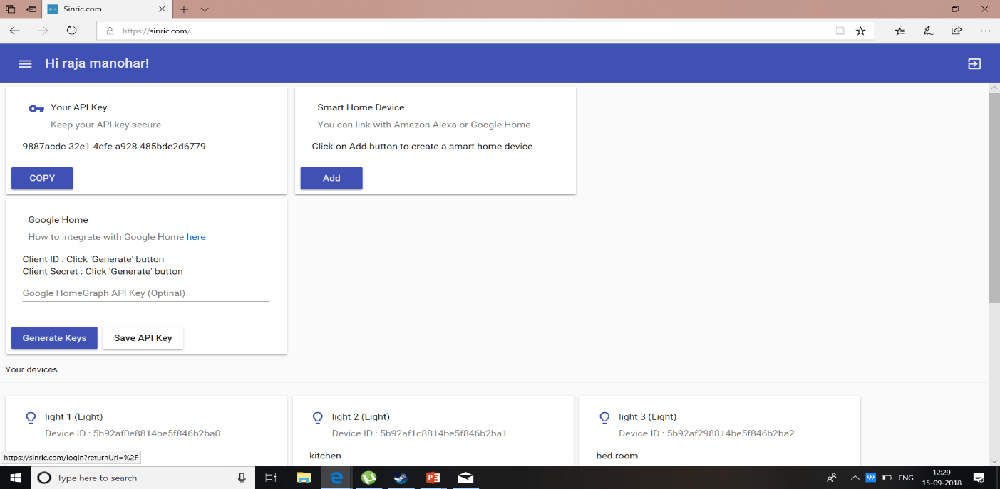 Sinric.com
https://sinric.com/
Hi raja manohar!
Your API Key
Keep your API key secure
9887acdc-32e1-4efe-a928-485bde2d6779
COPY
Smart Home Device
You can link with Amazon Alexa or Google Home
Click on Add button to create a smart home device
Add
Google Home
How to integrate with Google Home here
Client ID : Click 'Generate' button
Client Secret : Click 'Generate' button
Google HomeGraph API Key (Optinal)
Generate Keys
Save API Key
Your devices
light 1 (Light)
Device ID : 5b92af0e8814be5f846b2ba0
light 2 (Light)
Device ID : 5b92af1c8814be5f846b2ba1
kitchen
light 3 (Light)
Device ID : 5b92af298814be5f846b2ba2
bed room
https://sinric.com/login?returnUrl=%2F
Type here to search
ENG
12:29
15-09-2018